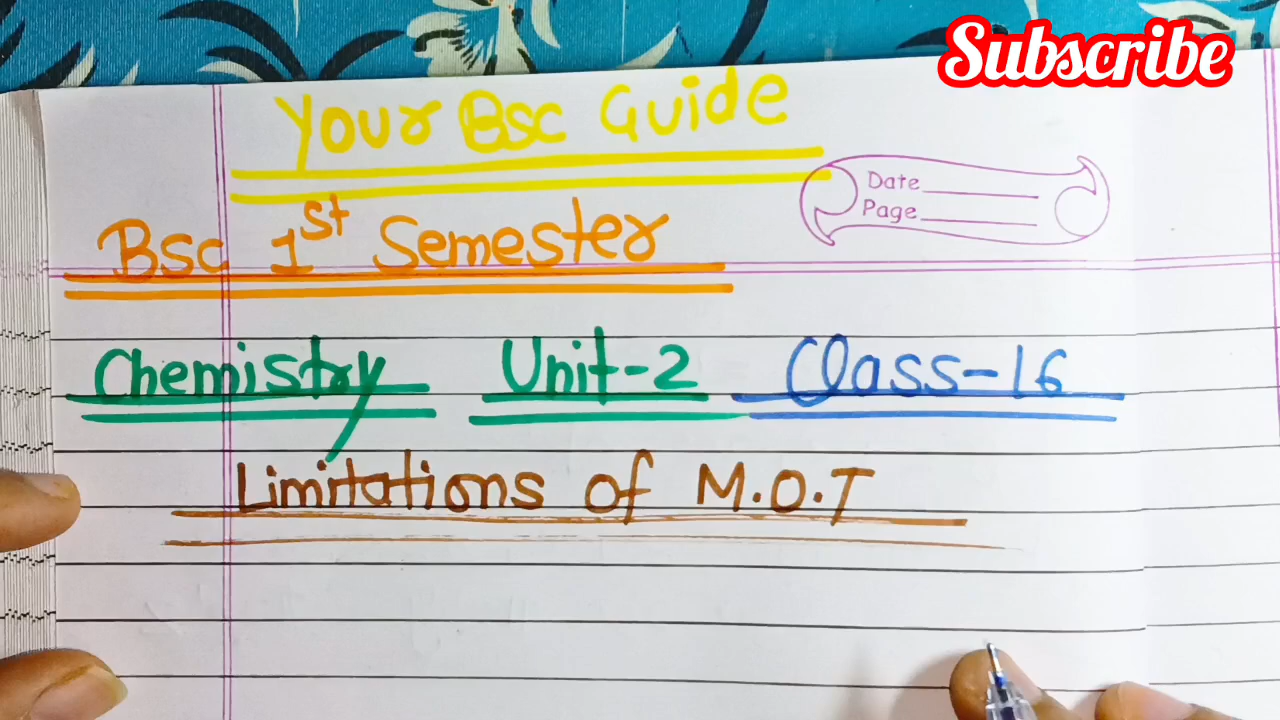 Subscribe
Your Bsc Guide
Date
Page
Bsc 1st Semester
Chemistry Unit-2 Class-16
Limitations of M.O.T